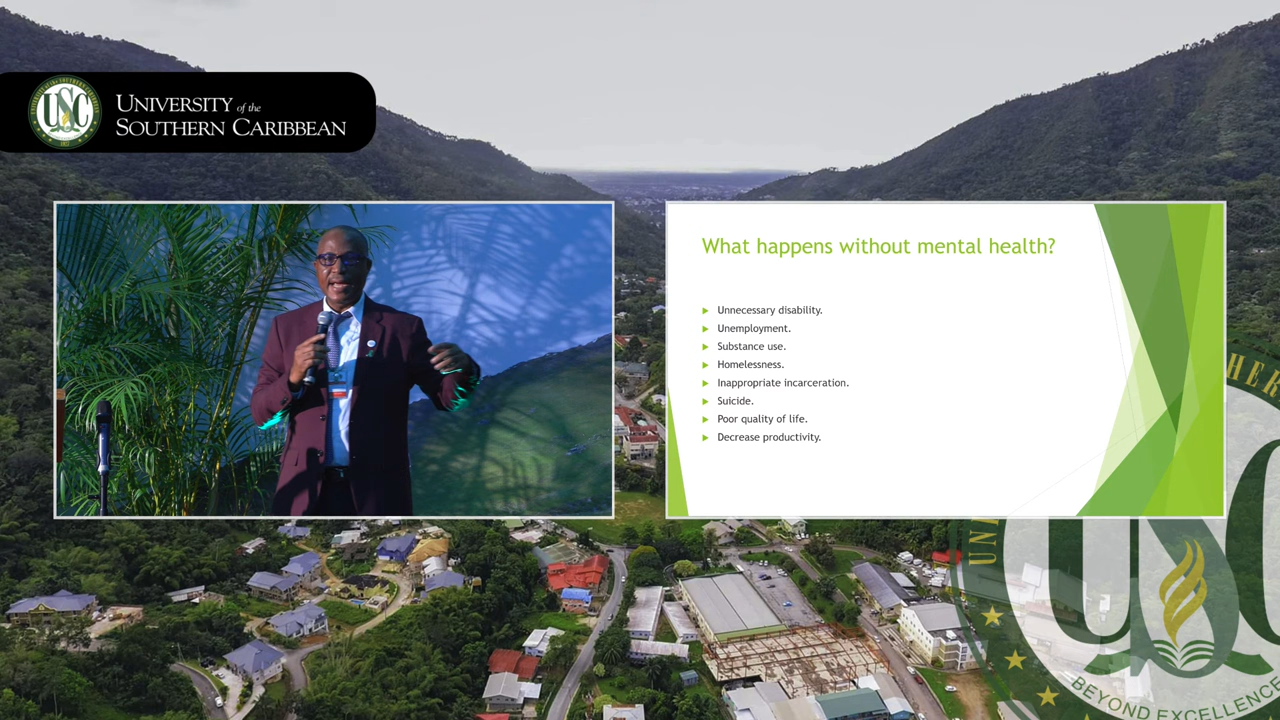 USC
UNIVERSITY of the
SOUTHERN CARIBBEAN
What happens without mental health?
Unnecessary disability.
Unemployment.
Substance use.
Homelessness.
Inappropriate incarceration.
Suicide.
Poor quality of life.
Decrease productivity.
BEYOND EXCELLENCE